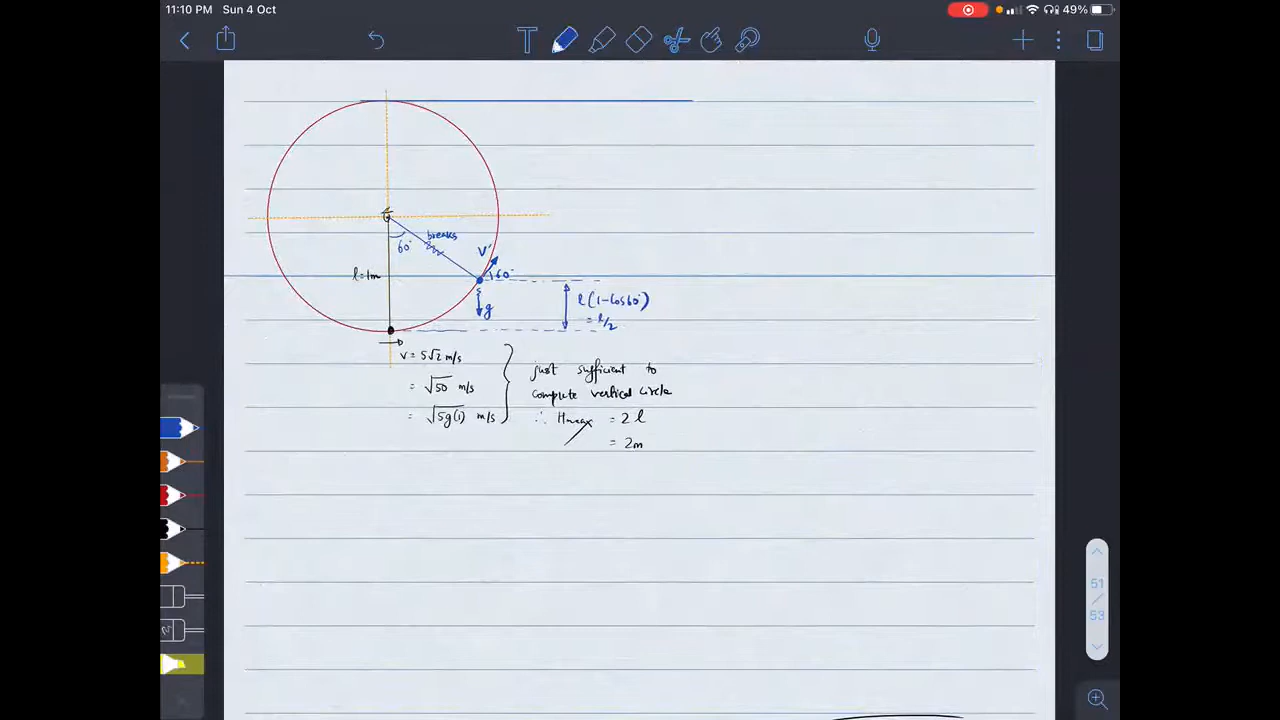 11:10 PM Sun 4 Oct
49%
T
breaks
60°
V'
60°
l=1m
g
l(1-cos60°)
= l/2
v = 5√2 m/s
= √50 m/s
= √5g(1) m/s
just sufficient to
complete vertical circle
∴ Hmax = 2l
= 2m
51
53